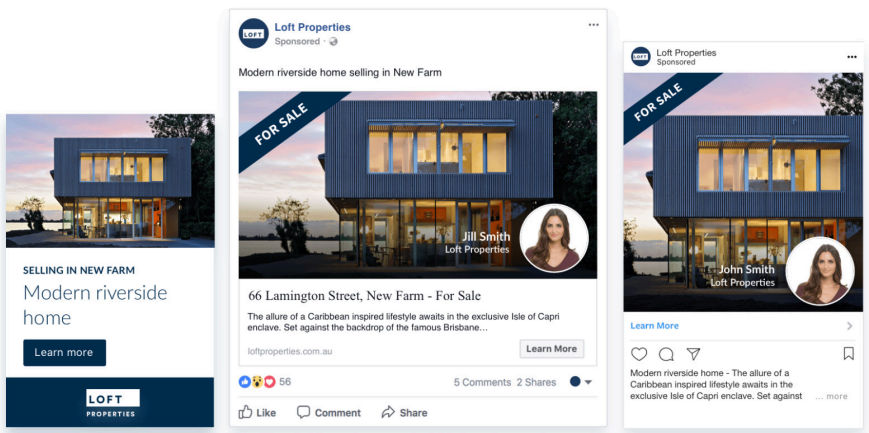 SELLING IN NEW FARM
Modern riverside
home
Learn more
LOFT
PROPERTIES
LOFT
Loft Properties
Sponsored ·
Modern riverside home selling in New Farm
FOR SALE
Jill Smith
Loft Properties
66 Lamington Street, New Farm - For Sale
The allure of a Caribbean inspired lifestyle awaits in the exclusive Isle of Capri
enclave. Set against the backdrop of the famous Brisbane...
loftproperties.com.au
Learn More
56
5 Comments 2 Shares
Like
Comment
Share
LOFT
Loft Properties
Sponsored
FOR SALE
John Smith
Loft Properties
Learn More
Modern riverside home - The allure of a
Caribbean inspired lifestyle awaits in the
exclusive Isle of Capri enclave. Set against ... more